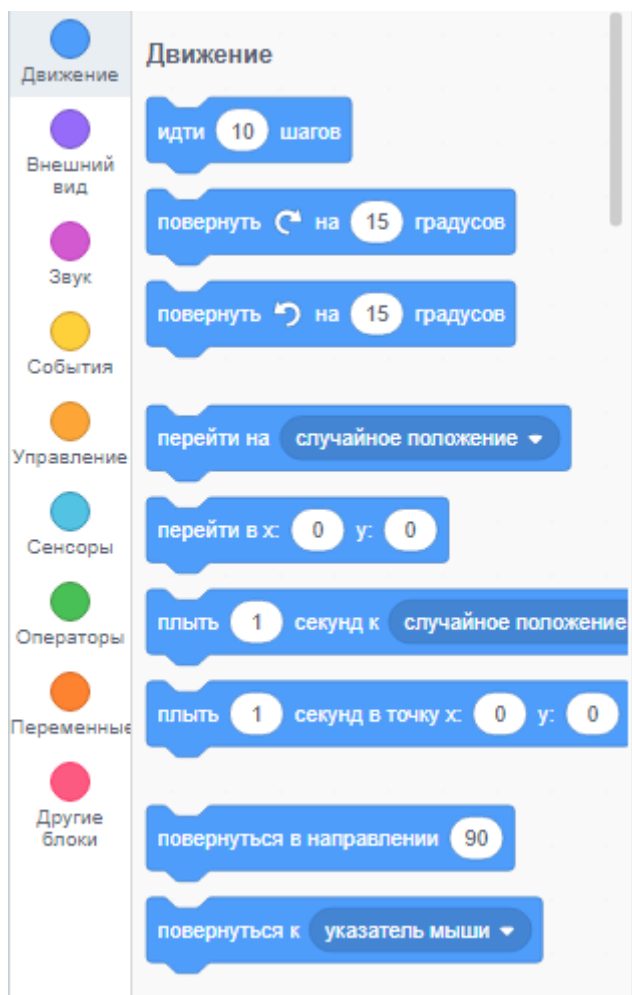 Движение
Внешний
вид
Звук
События
Управление
Сенсоры
Операторы
Переменные
Другие
блоки
Движение
идти 10 шагов
повернуть на 15 градусов
повернуть на 15 градусов
перейти на случайное положение
перейти в x: 0 y: 0
плыть 1 секунд к случайное положение
плыть 1 секунд в точку x: 0 y: 0
повернуться в направлении 90
повернуться к указатель мыши